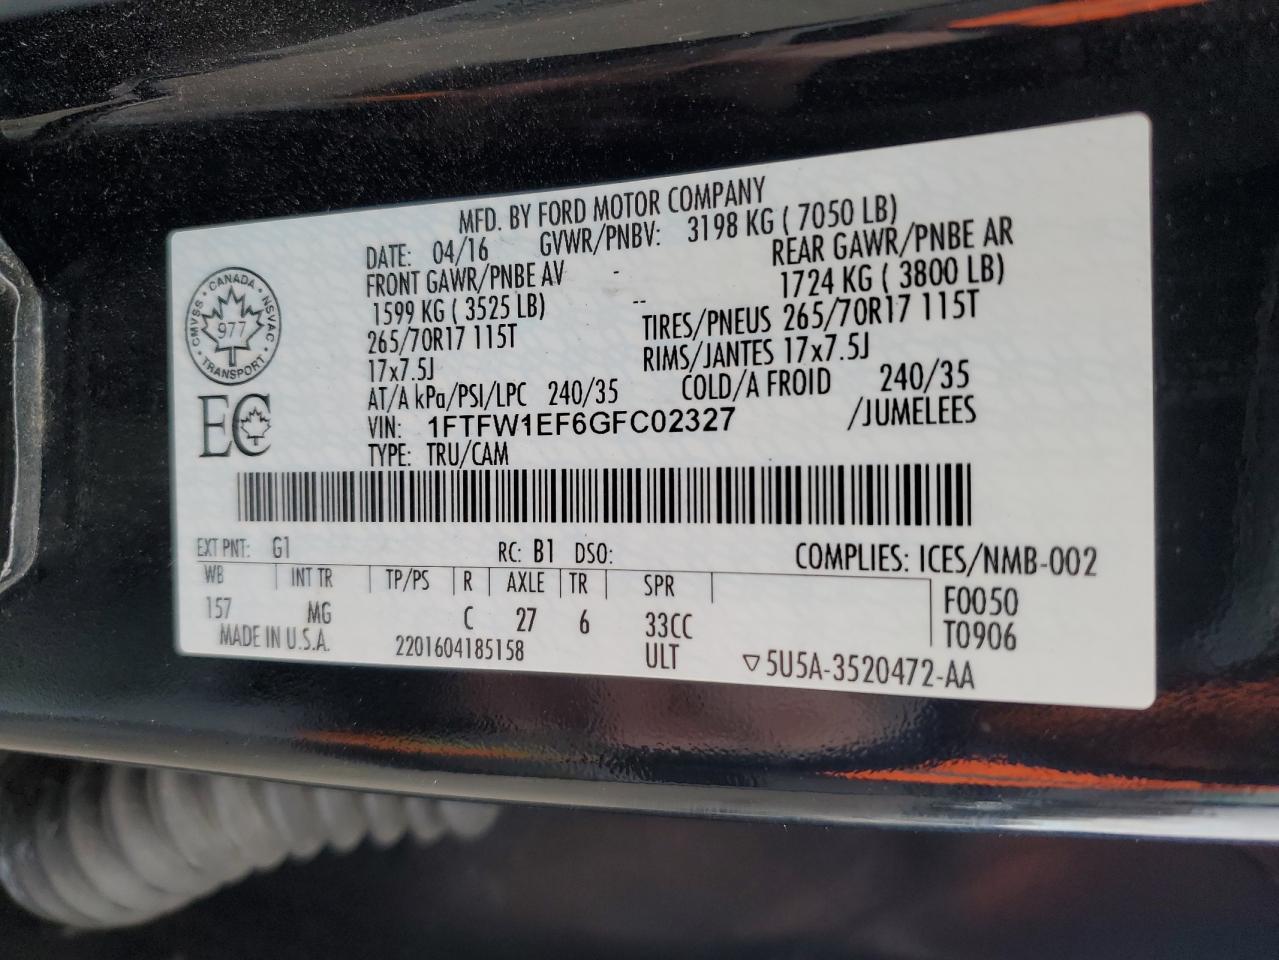 MFD. BY FORD MOTOR COMPANY
DATE: 04/16 GVWR/PNBV: 3198 KG ( 7050 LB)
FRONT GAWR/PNBE AV - REAR GAWR/PNBE AR
1599 KG ( 3525 LB) -- 1724 KG ( 3800 LB)
265/70R17 115T TIRES/PNEUS 265/70R17 115T
17x7.5J RIMS/JANTES 17x7.5J
AT/A kPa/PSI/LPC 240/35 COLD/A FROID 240/35
VIN: 1FTFW1EF6GFC02327 /JUMELEES
TYPE: TRU/CAM
CANADA
CMVSS NSVAC
977
TRANSPORT
EC
EXT PNT: G1 RC: B1 DSO: COMPLIES: ICES/NMB-002
WB INT TR TP/PS R AXLE TR SPR F0050
157 MG C 27 6 33CC T0906
MADE IN U.S.A. 2201604185158 ULT ▽5U5A-3520472-AA